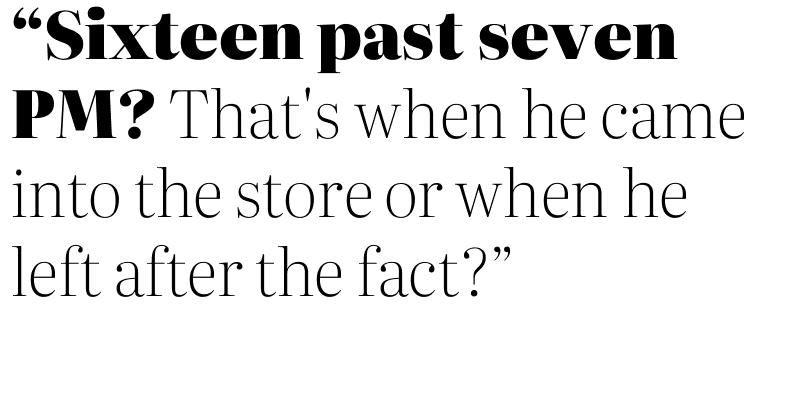 “Sixteen past seven
PM? That's when he came
into the store or when he
left after the fact?”